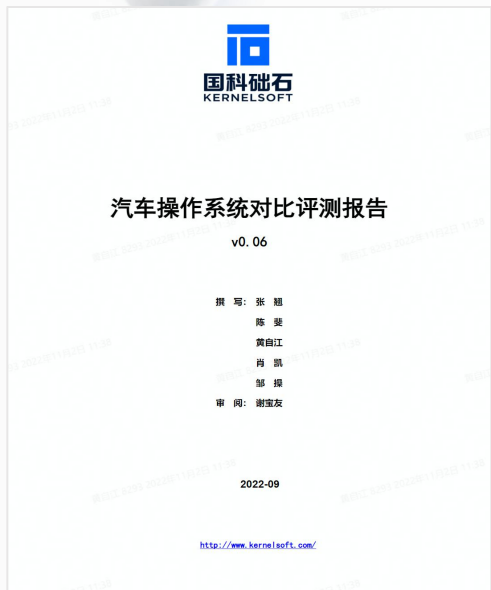 国科础石
KERNELSOFT
汽车操作系统对比评测报告
v0.06
撰 写： 张 翘
陈 斐
黄自江
肖 凯
邹 操
审 阅： 谢宝友
2022-09
http://www.kernelsoft.com/